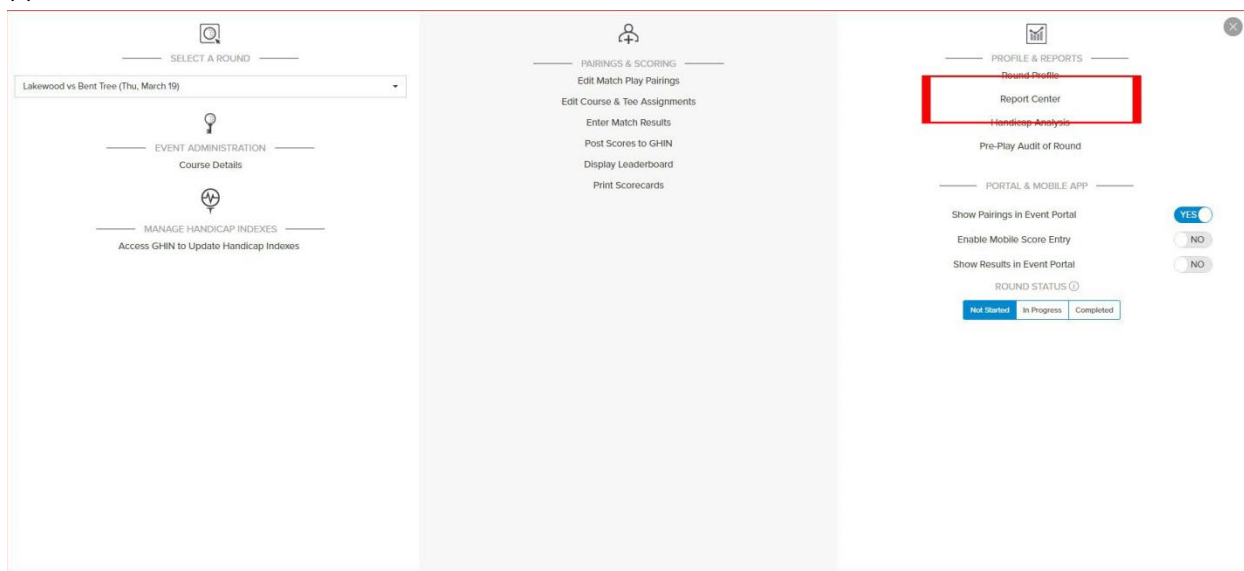 SELECT A ROUND
Lakewood vs Bent Tree (Thu, March 19)
EVENT ADMINISTRATION
Course Details
MANAGE HANDICAP INDEXES
Access GHIN to Update Handicap Indexes
PAIRINGS & SCORING
Edit Match Play Pairings
Edit Course & Tee Assignments
Enter Match Results
Post Scores to GHIN
Display Leaderboard
Print Scorecards
PROFILE & REPORTS
Round Profile
Report Center
Handicap Analysis
Pre-Play Audit of Round
PORTAL & MOBILE APP
Show Pairings in Event Portal YES
Enable Mobile Score Entry NO
Show Results in Event Portal NO
ROUND STATUS
Not Started In Progress Completed